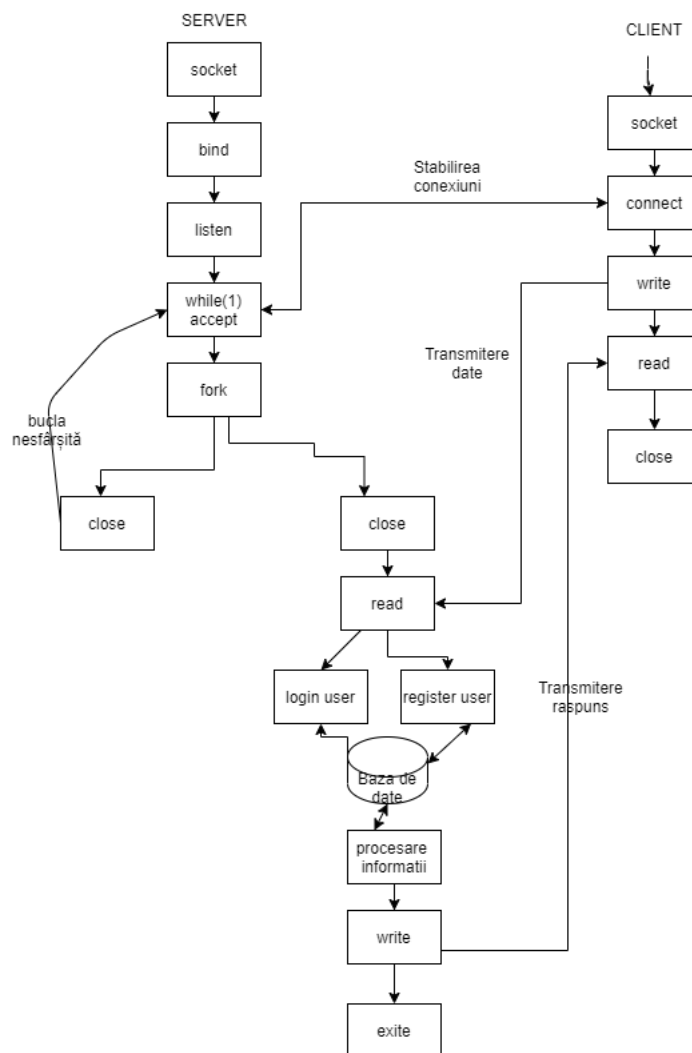 SERVER
CLIENT
socket
socket
bind
Stabilirea
conexiuni
connect
listen
write
while(1)
accept
Transmitere
date
read
fork
bucla
nesfârșită
close
close
close
read
login user
register user
Transmitere
raspuns
Baza de
date
procesare
informatii
write
exite